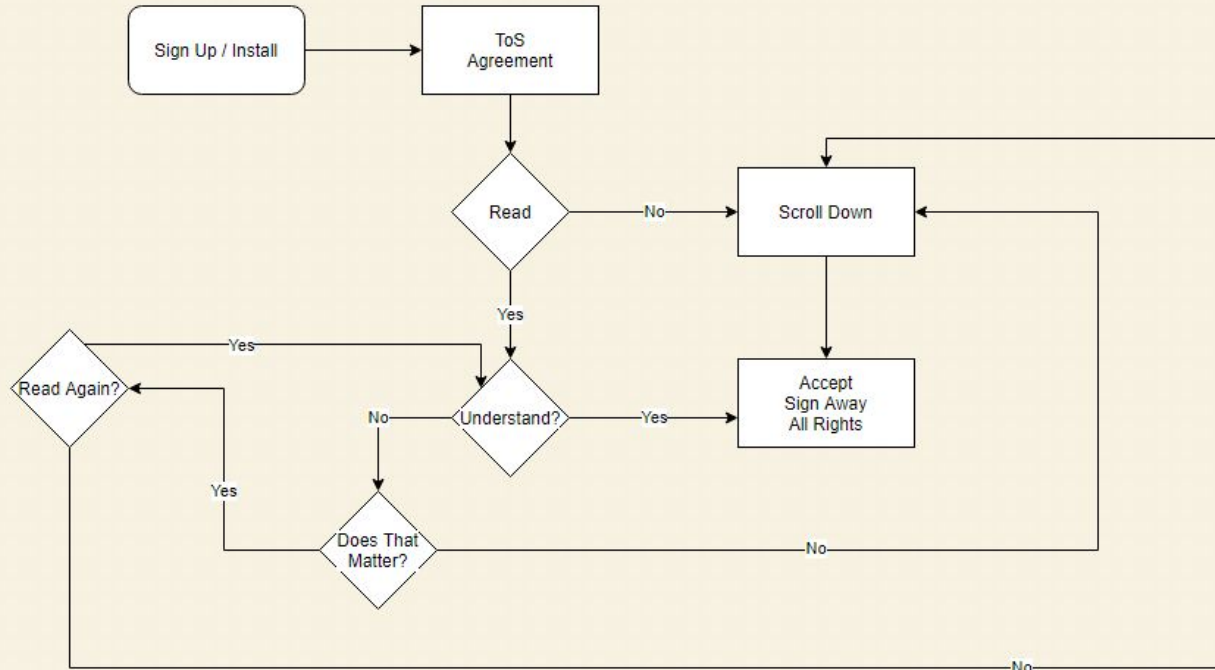 Sign Up / Install
ToS
Agreement
Read
No
Scroll Down
Yes
Yes
Read Again?
Understand?
No
Yes
Accept
Sign Away
All Rights
Yes
Does That
Matter?
No
No